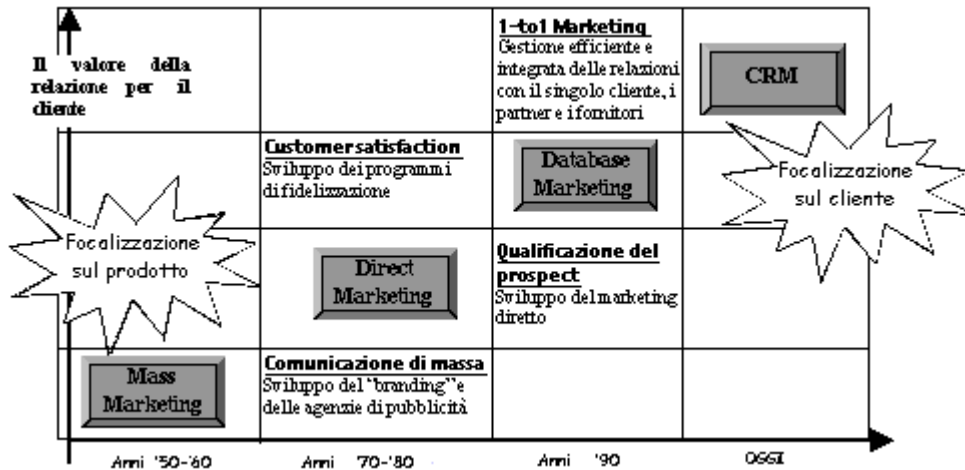 1-to1 Marketing
Gestione efficiente e
integrata delle relazioni
con il singolo cliente, i
partner e i fornitori
CRM
Il valore della
relazione per il
cliente
Customer satisfaction
Sviluppo dei programmi
di fidelizzazione
Database
Marketing
Focalizzazione
sul cliente
Focalizzazione
sul prodotto
Direct
Marketing
Qualificazione del
prospect
Sviluppo del marketing
diretto
Mass
Marketing
Comunicazione di massa
Sviluppo del "branding" e
delle agenzie di pubblicità
Anni '50-'60
Anni '70-'80
Anni '90
OGGI